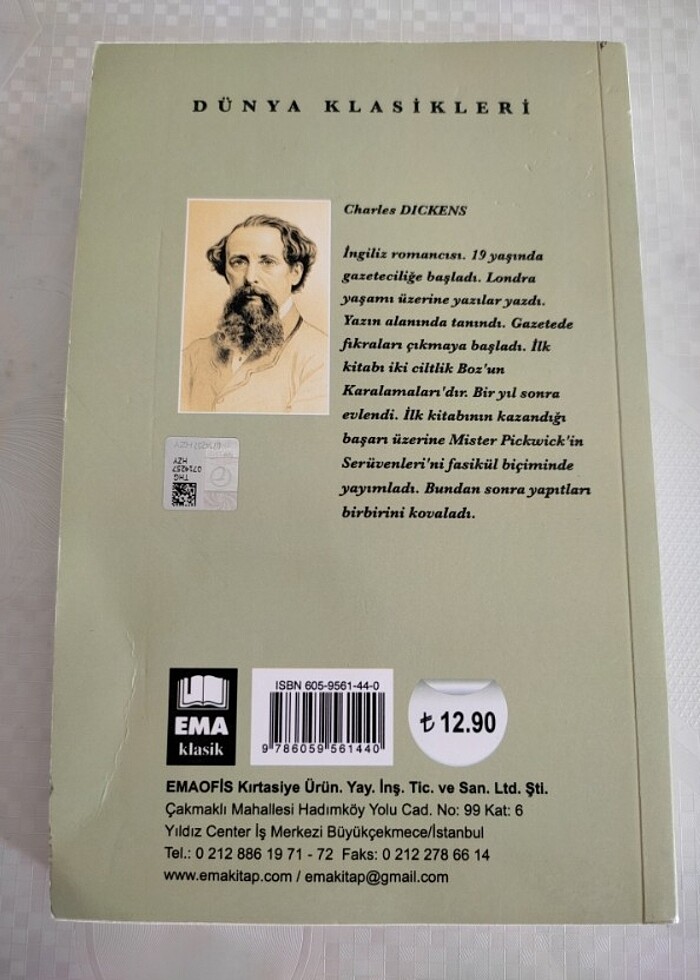 DÜNYA KLASİKLERİ
Charles DICKENS
İngiliz romancısı. 19 yaşında
gazeteciliğe başladı. Londra
yaşamı üzerine yazılar yazdı.
Yazın alanında tanındı. Gazetede
fıkraları çıkmaya başladı. İlk
kitabı iki ciltlik Boz'un
Karalamaları'dır. Bir yıl sonra
evlendi. İlk kitabının kazandığı
başarı üzerine Mister Pickwick'in
Serüvenleri'ni fasikül biçiminde
yayımladı. Bundan sonra yapıtları
birbirini kovaladı.
THG
0714257
HZY
EMA
klasik
ISBN 605-9561-44-0
9 786059 561440
₺ 12.90
EMAOFİS Kırtasiye Ürün. Yay. İnş. Tic. ve San. Ltd. Şti.
Çakmaklı Mahallesi Hadımköy Yolu Cad. No: 99 Kat: 6
Yıldız Center İş Merkezi Büyükçekmece/İstanbul
Tel.: 0 212 886 19 71 - 72 Faks: 0 212 278 66 14
www.emakitap.com / emakitap@gmail.com